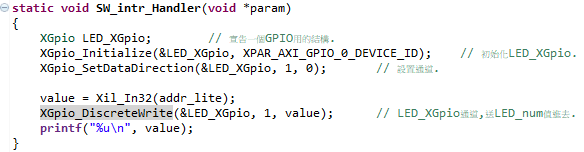 static void SW_intr_Handler(void *param)
{
XGpio LED_XGpio; // 宣告一個GPIO用的結構.
XGpio_Initialize(&LED_XGpio, XPAR_AXI_GPIO_0_DEVICE_ID); // 初始化LED_XGpio.
XGpio_SetDataDirection(&LED_XGpio, 1, 0); // 設置通道.
value = Xil_In32(addr_lite);
XGpio_DiscreteWrite(&LED_XGpio, 1, value); // LED_XGpio通道,送LED_num值進去.
printf("%u\n", value);
}